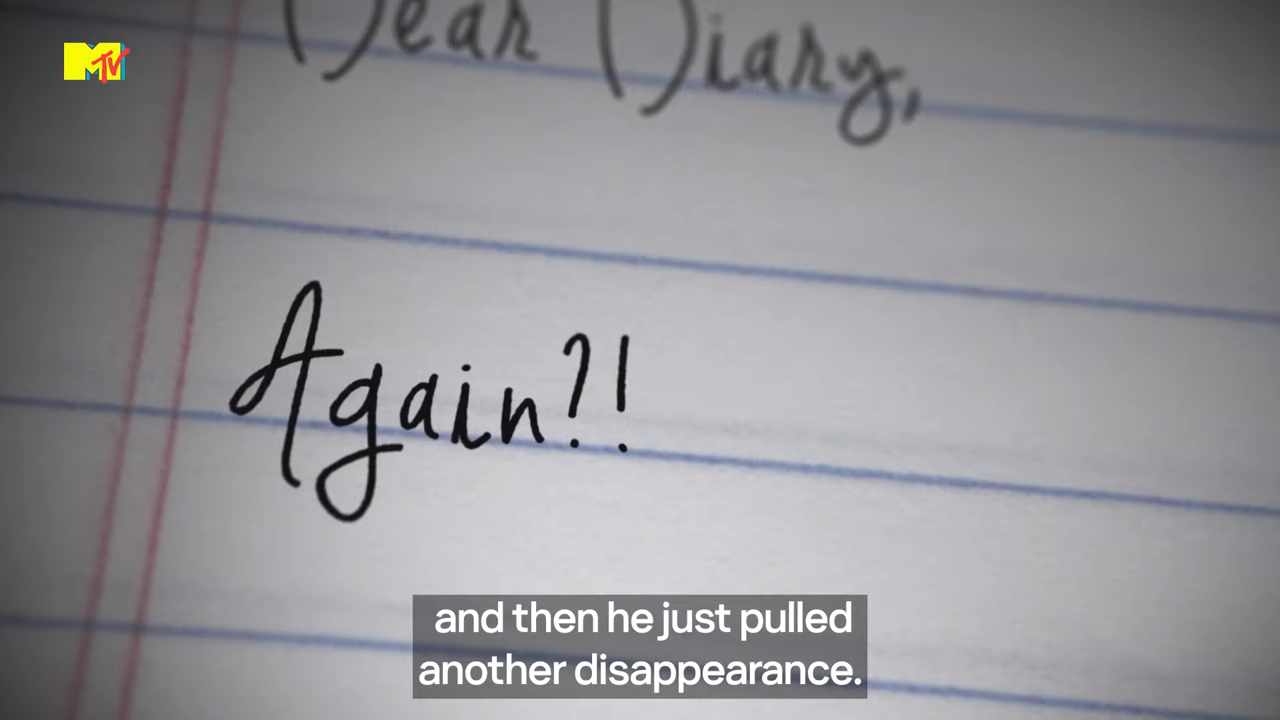 MTV
Dear Diary,
Again?!
and then he just pulled
another disappearance.